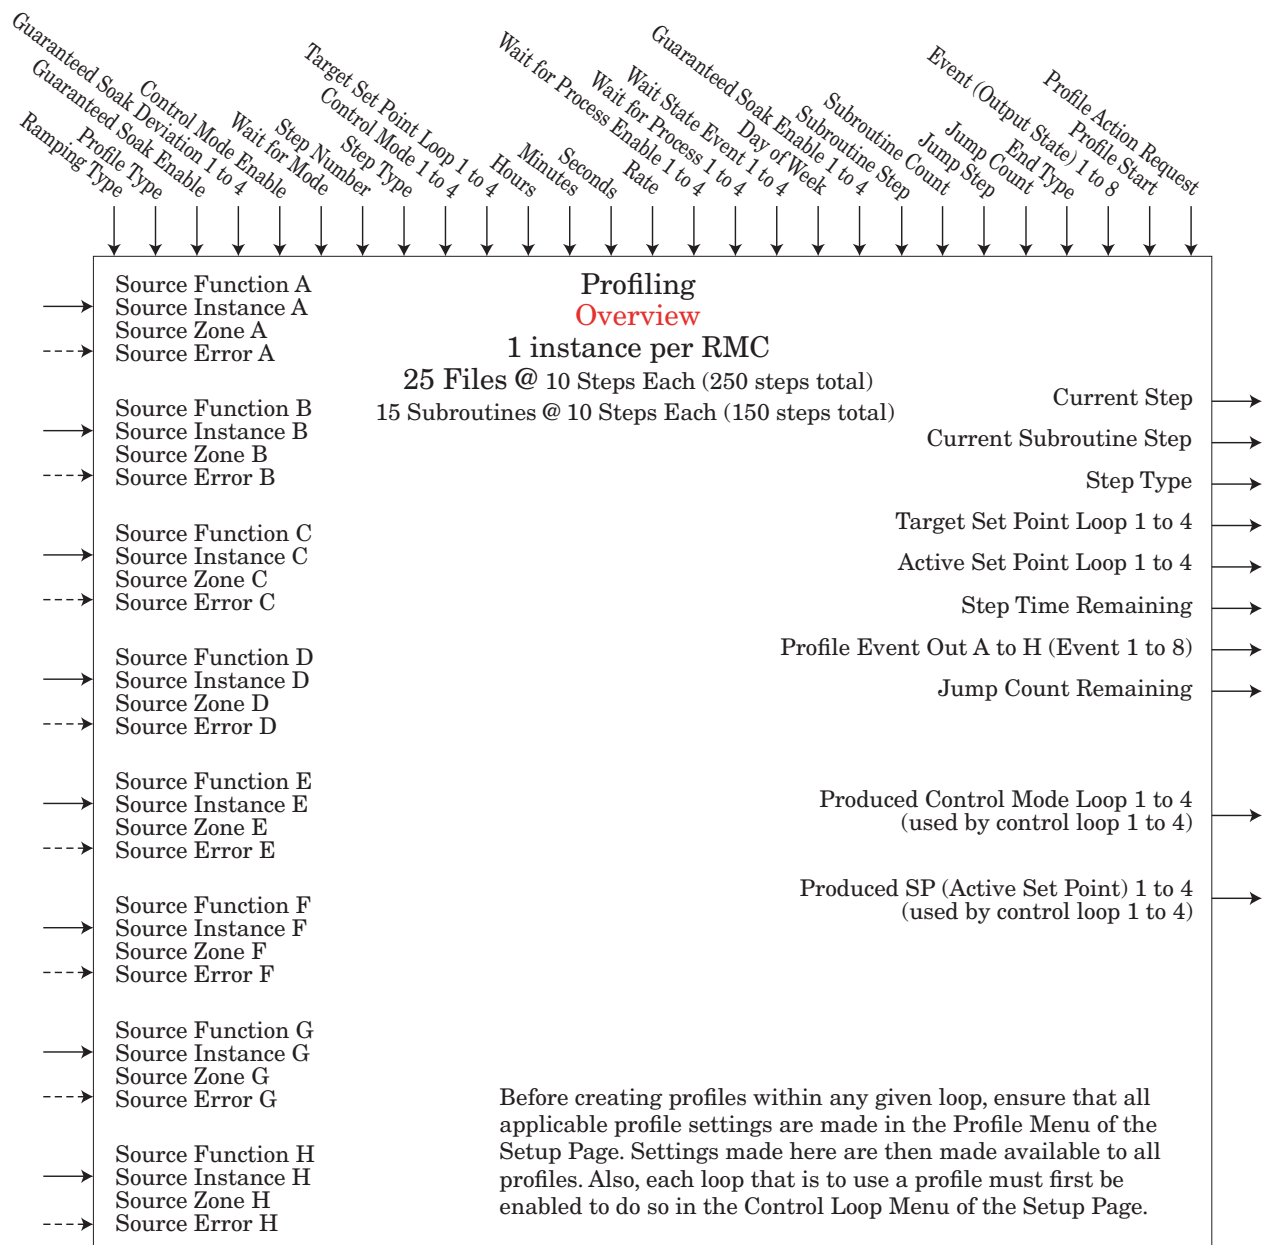 Ramping Type
Profile Type
Guaranteed Soak Enable
Guaranteed Soak Deviation 1 to 4
Control Mode Enable
Wait for Mode
Step Number
Step Type
Control Mode 1 to 4
Target Set Point Loop 1 to 4
Hours
Minutes
Seconds
Rate
Wait for Process Enable 1 to 4
Wait for Process 1 to 4
Wait State Event 1 to 4
Day of Week
Guaranteed Soak Enable 1 to 4
Subroutine Step
Subroutine Count
Jump Step
Jump Count
End Type
Event (Output State) 1 to 8
Profile Start
Profile Action Request
Profiling
Overview
1 instance per RMC
25 Files @ 10 Steps Each (250 steps total)
15 Subroutines @ 10 Steps Each (150 steps total)
Source Function A
Source Instance A
Source Zone A
Source Error A
Source Function B
Source Instance B
Source Zone B
Source Error B
Source Function C
Source Instance C
Source Zone C
Source Error C
Source Function D
Source Instance D
Source Zone D
Source Error D
Source Function E
Source Instance E
Source Zone E
Source Error E
Source Function F
Source Instance F
Source Zone F
Source Error F
Source Function G
Source Instance G
Source Zone G
Source Error G
Source Function H
Source Instance H
Source Zone H
Source Error H
Current Step
Current Subroutine Step
Step Type
Target Set Point Loop 1 to 4
Active Set Point Loop 1 to 4
Step Time Remaining
Profile Event Out A to H (Event 1 to 8)
Jump Count Remaining
Produced Control Mode Loop 1 to 4
(used by control loop 1 to 4)
Produced SP (Active Set Point) 1 to 4
(used by control loop 1 to 4)
Before creating profiles within any given loop, ensure that all
applicable profile settings are made in the Profile Menu of the
Setup Page. Settings made here are then made available to all
profiles. Also, each loop that is to use a profile must first be
enabled to do so in the Control Loop Menu of the Setup Page.